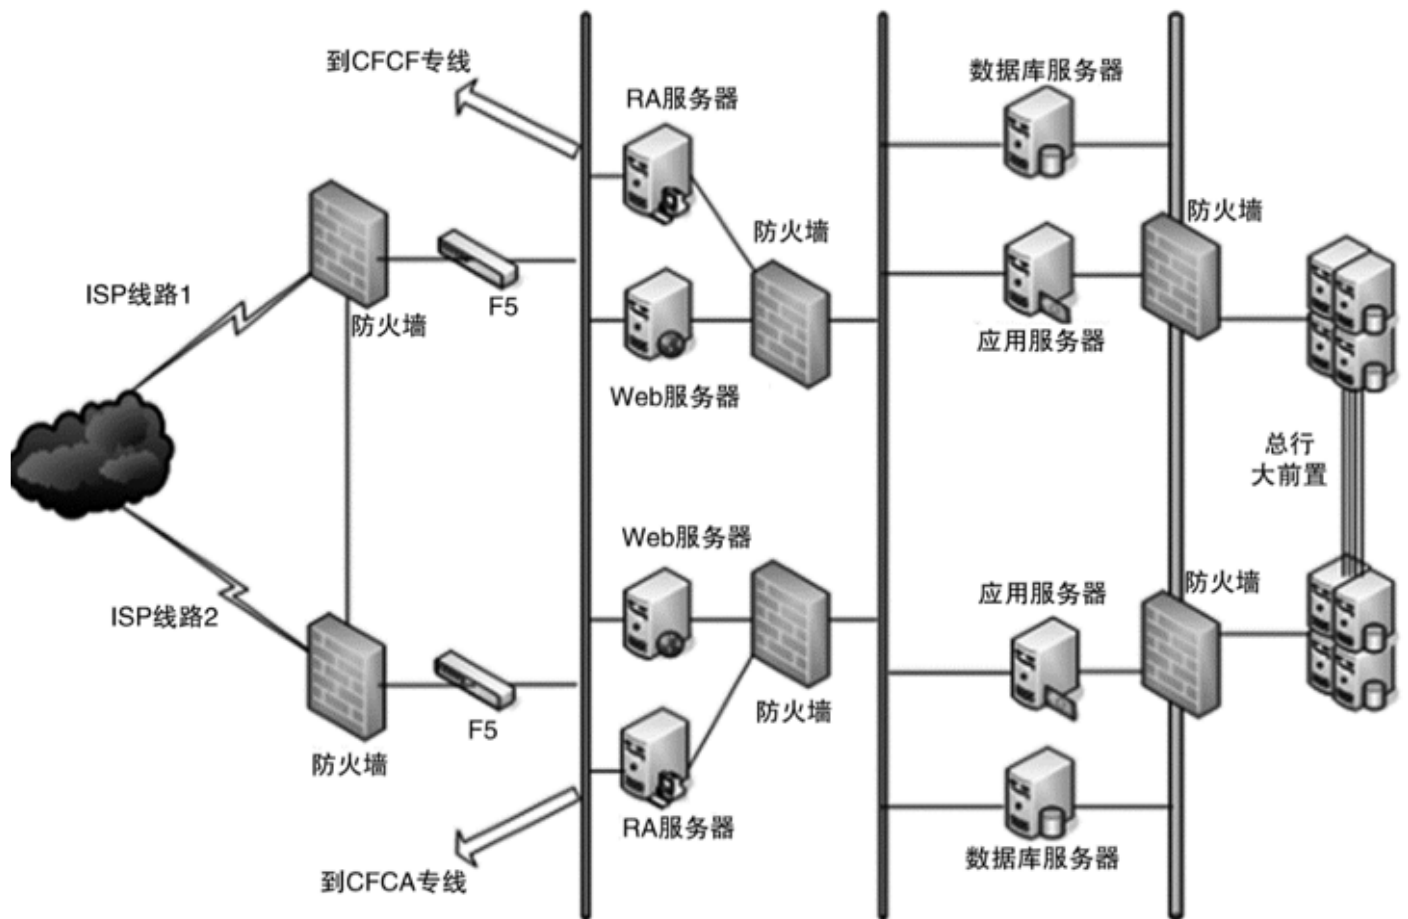 到CFCF专线
数据库服务器
RA服务器
防火墙
防火墙
ISP线路1
F5
防火墙
应用服务器
Web服务器
总行
大前置
Web服务器
防火墙
应用服务器
ISP线路2
防火墙
F5
防火墙
RA服务器
数据库服务器
到CFCA专线